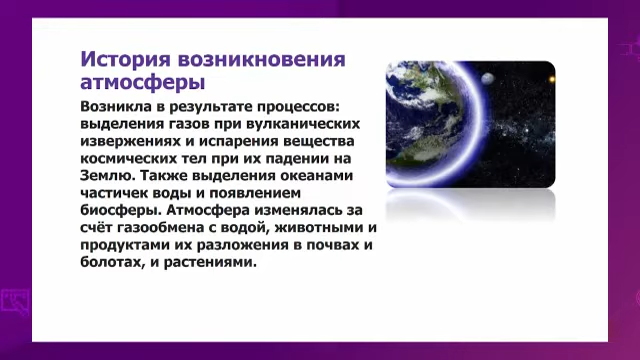 История возникновения
атмосферы
Возникла в результате процессов:
выделения газов при вулканических
извержениях и испарения вещества
космических тел при их падении на
Землю. Также выделения океанами
частичек воды и появлением
биосферы. Атмосфера изменялась за
счёт газообмена с водой, животными и
продуктами их разложения в почвах и
болотах, и растениями.